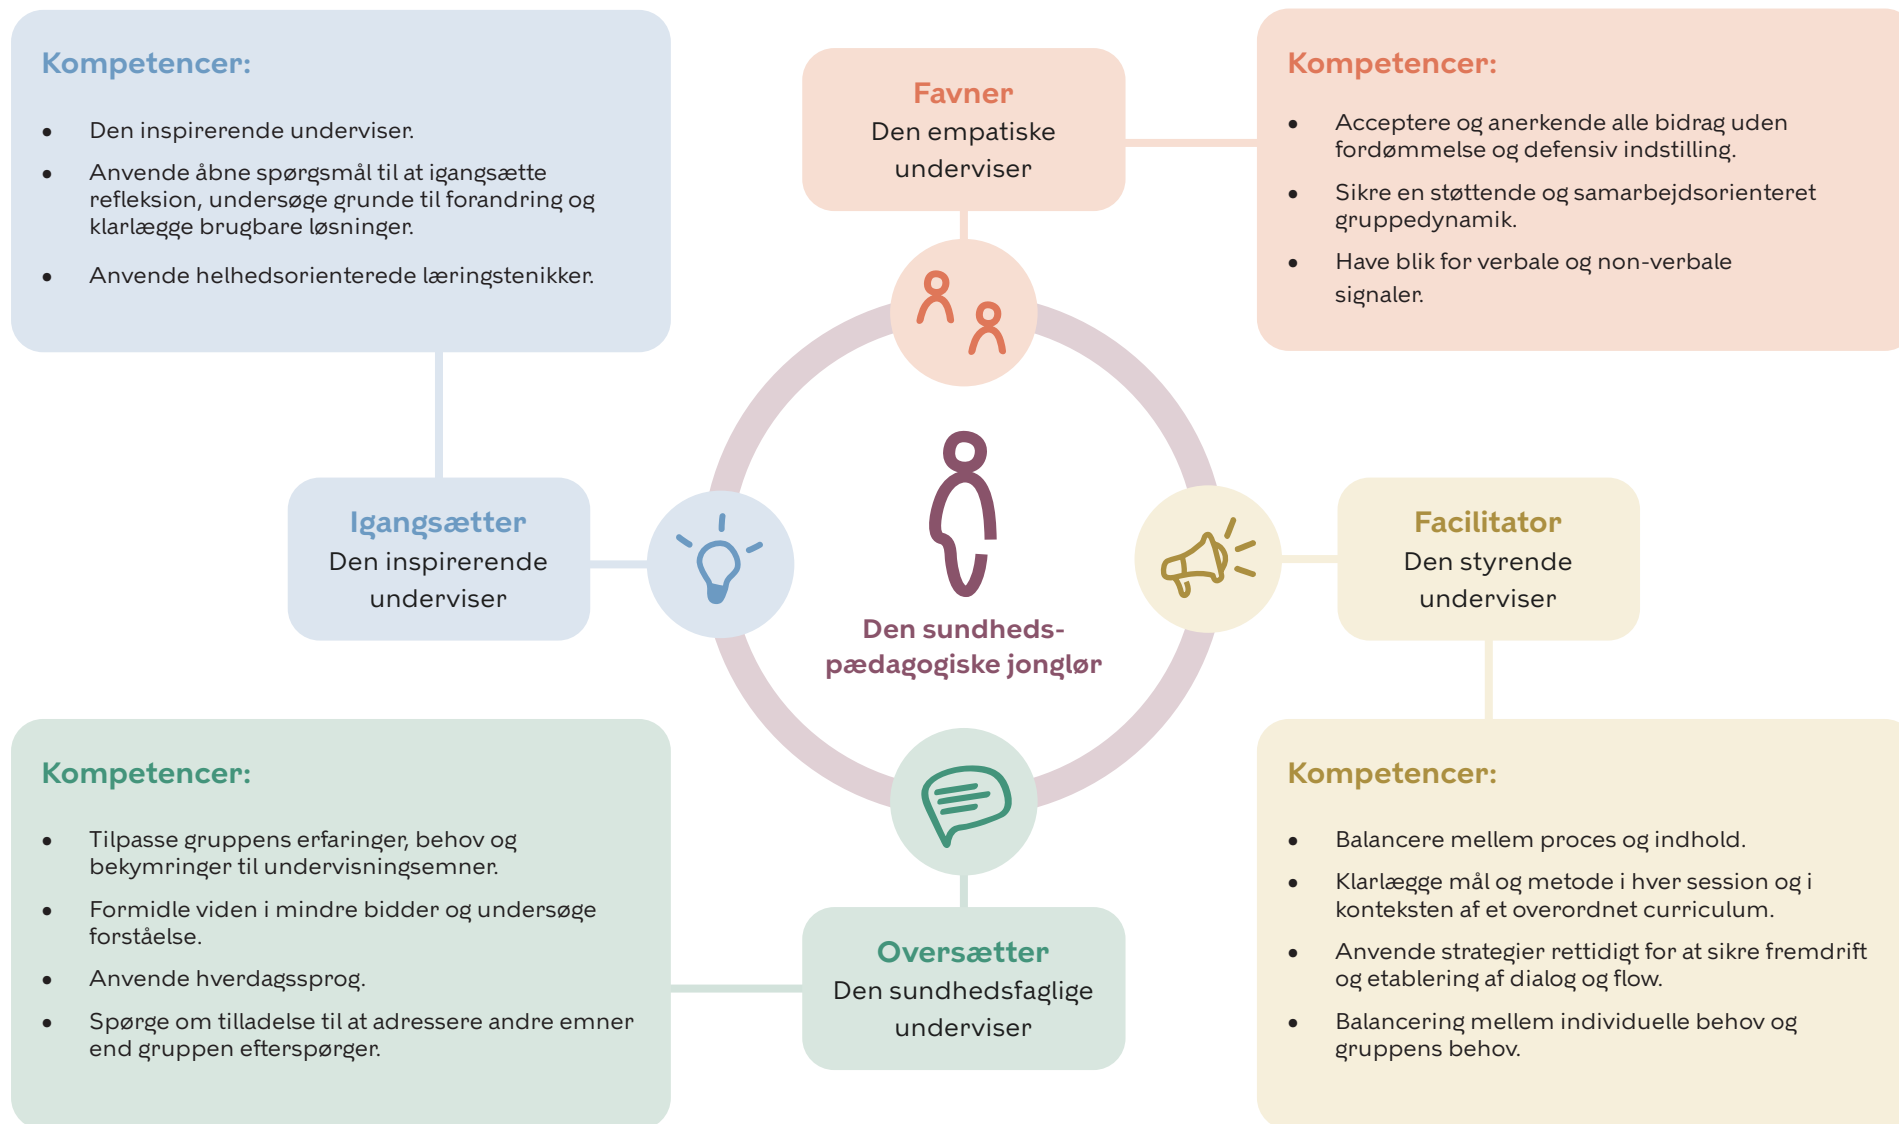 Kompetencer:
• Den inspirerende underviser.
• Anvende åbne spørgsmål til at igangsætte
refleksion, undersøge grunde til forandring og
klarlægge brugbare løsninger.
• Anvende helhedsorienterede læringstenikker.
Favner
Den empatiske
underviser
Kompetencer:
• Acceptere og anerkende alle bidrag uden
fordømmelse og defensiv indstilling.
• Sikre en støttende og samarbejdsorienteret
gruppedynamik.
• Have blik for verbale og non-verbale
signaler.
Igangsætter
Den inspirerende
underviser
Den sundheds-
pædagogiske jonglør
Facilitator
Den styrende
underviser
Kompetencer:
• Tilpasse gruppens erfaringer, behov og
bekymringer til undervisningsemner.
• Formidle viden i mindre bidder og undersøge
forståelse.
• Anvende hverdagssprog.
• Spørge om tilladelse til at adressere andre emner
end gruppen efterspørger.
Oversætter
Den sundhedsfaglige
underviser
Kompetencer:
• Balancere mellem proces og indhold.
• Klarlægge mål og metode i hver session og i
konteksten af et overordnet curriculum.
• Anvende strategier rettidigt for at sikre fremdrift
og etablering af dialog og flow.
• Balancering mellem individuelle behov og
gruppens behov.